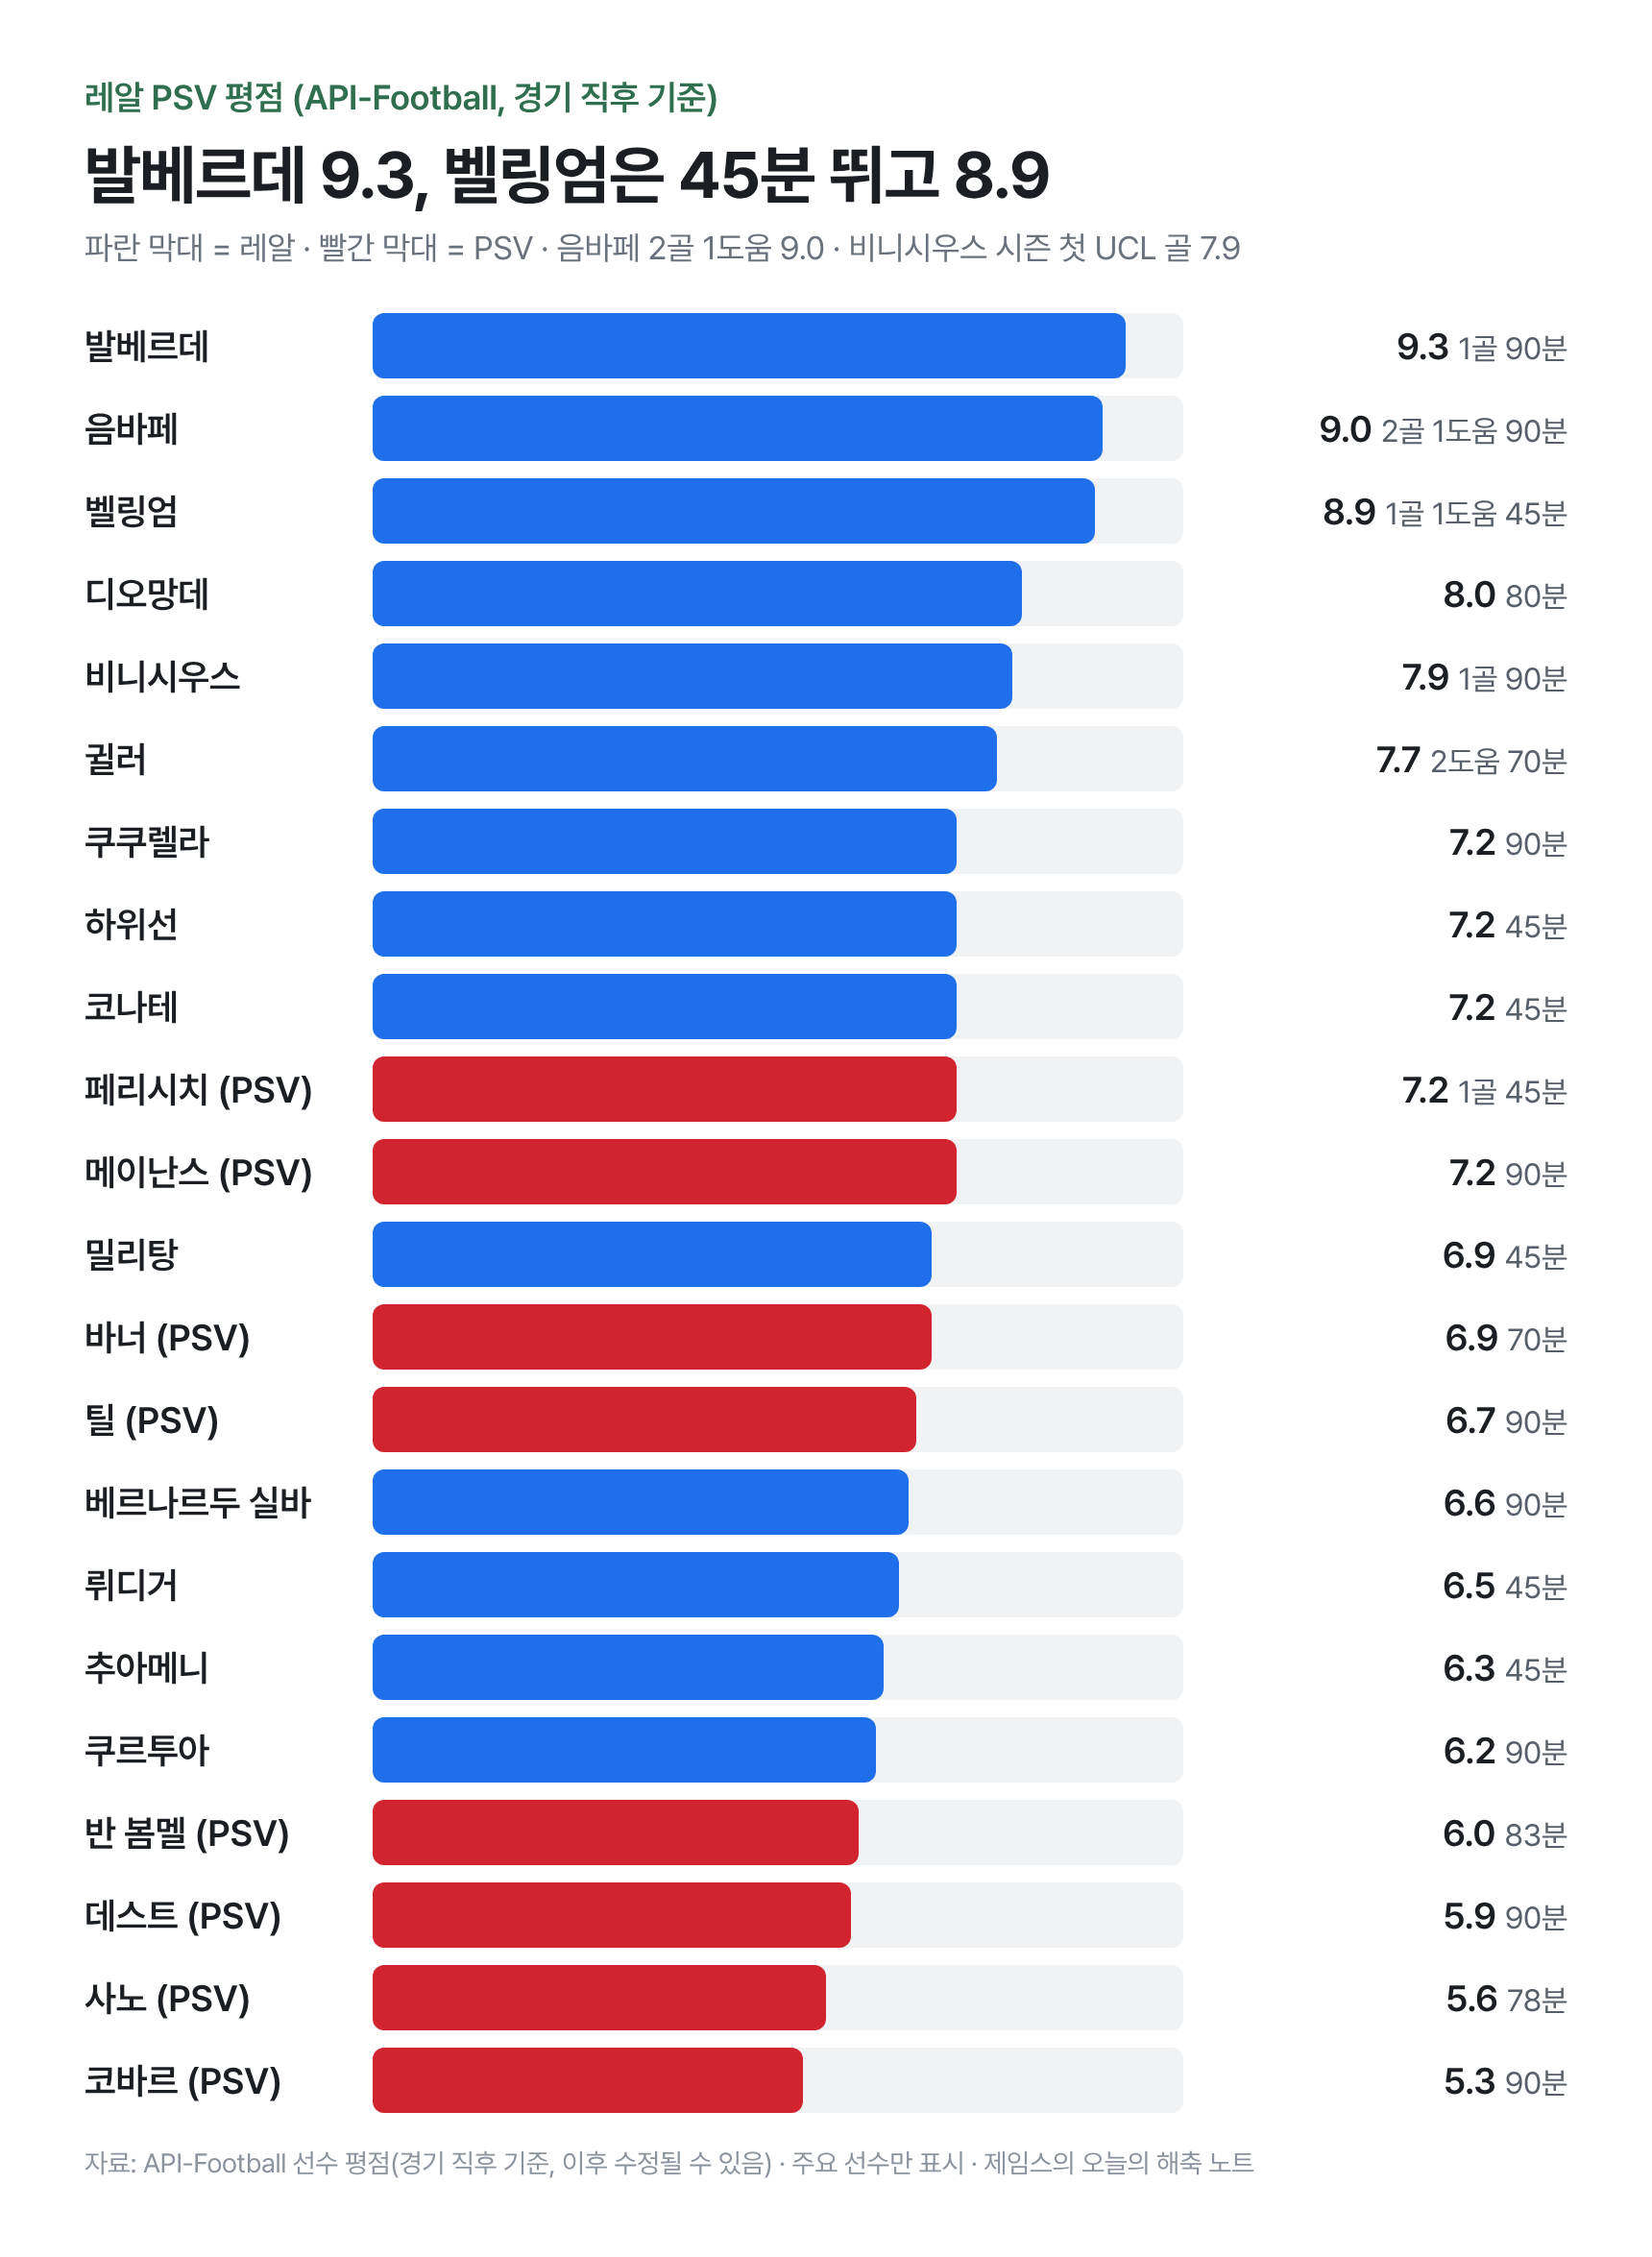 레알 PSV 평점 (API-Football, 경기 직후 기준)
발베르데 9.3, 벨링엄은 45분 뛰고 8.9
파란 막대 = 레알 · 빨간 막대 = PSV · 음바페 2골 1도움 9.0 · 비니시우스 시즌 첫 UCL 골 7.9
발베르데 9.3 1골 90분
음바페 9.0 2골 1도움 90분
벨링엄 8.9 1골 1도움 45분
디오망데 8.0 80분
비니시우스 7.9 1골 90분
귈러 7.7 2도움 70분
쿠쿠렐라 7.2 90분
하위선 7.2 45분
코나테 7.2 45분
페리시치 (PSV) 7.2 1골 45분
메이난스 (PSV) 7.2 90분
밀리탕 6.9 45분
바너 (PSV) 6.9 70분
틸 (PSV) 6.7 90분
베르나르두 실바 6.6 90분
뤼디거 6.5 45분
추아메니 6.3 45분
쿠르투아 6.2 90분
반 봄멜 (PSV) 6.0 83분
데스트 (PSV) 5.9 90분
사노 (PSV) 5.6 78분
코바르 (PSV) 5.3 90분
자료: API-Football 선수 평점(경기 직후 기준, 이후 수정될 수 있음) · 주요 선수만 표시 · 제임스의 오늘의 해축 노트